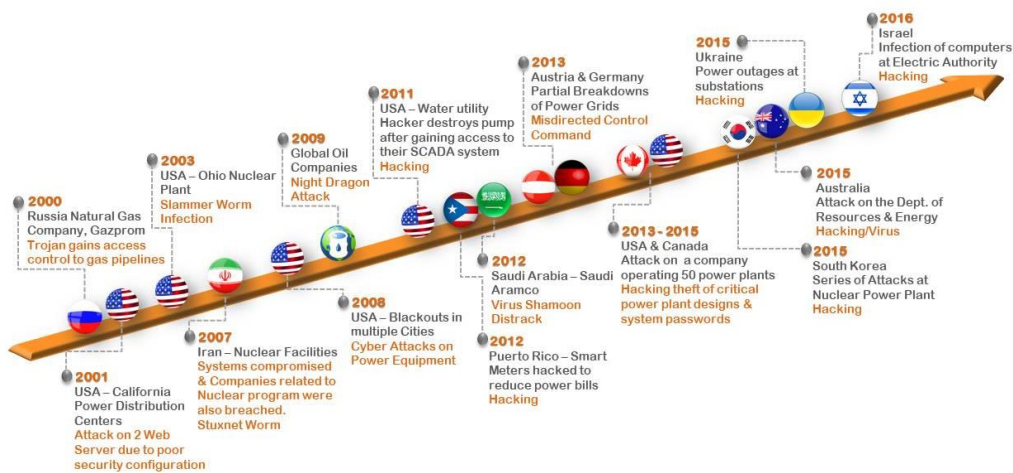 2000
Russia Natural Gas
Company, Gazprom
Trojan gains access
control to gas pipelines
2001
USA – California
Power Distribution
Centers
Attack on 2 Web
Server due to poor
security configuration
2003
USA – Ohio Nuclear
Plant
Slammer Worm
Infection
2007
Iran – Nuclear Facilities
Systems compromised
& Companies related to
Nuclear program were
also breached.
Stuxnet Worm
2008
USA – Blackouts in
multiple Cities
Cyber Attacks on
Power Equipment
2009
Global Oil
Companies
Night Dragon
Attack
2011
USA – Water utility
Hacker destroys pump
after gaining access to
their SCADA system
Hacking
2012
Puerto Rico – Smart
Meters hacked to
reduce power bills
Hacking
2012
Saudi Arabia – Saudi
Aramco
Virus Shamoon
Distrack
2013
Austria & Germany
Partial Breakdowns
of Power Grids
Misdirected Control
Command
2013 - 2015
USA & Canada
Attack on a company
operating 50 power plants
Hacking theft of critical
power plant designs &
system passwords
2015
South Korea
Series of Attacks at
Nuclear Power Plant
Hacking
2015
Australia
Attack on the Dept. of
Resources & Energy
Hacking/Virus
2015
Ukraine
Power outages at
substations
Hacking
2016
Israel
Infection of computers
at Electric Authority
Hacking